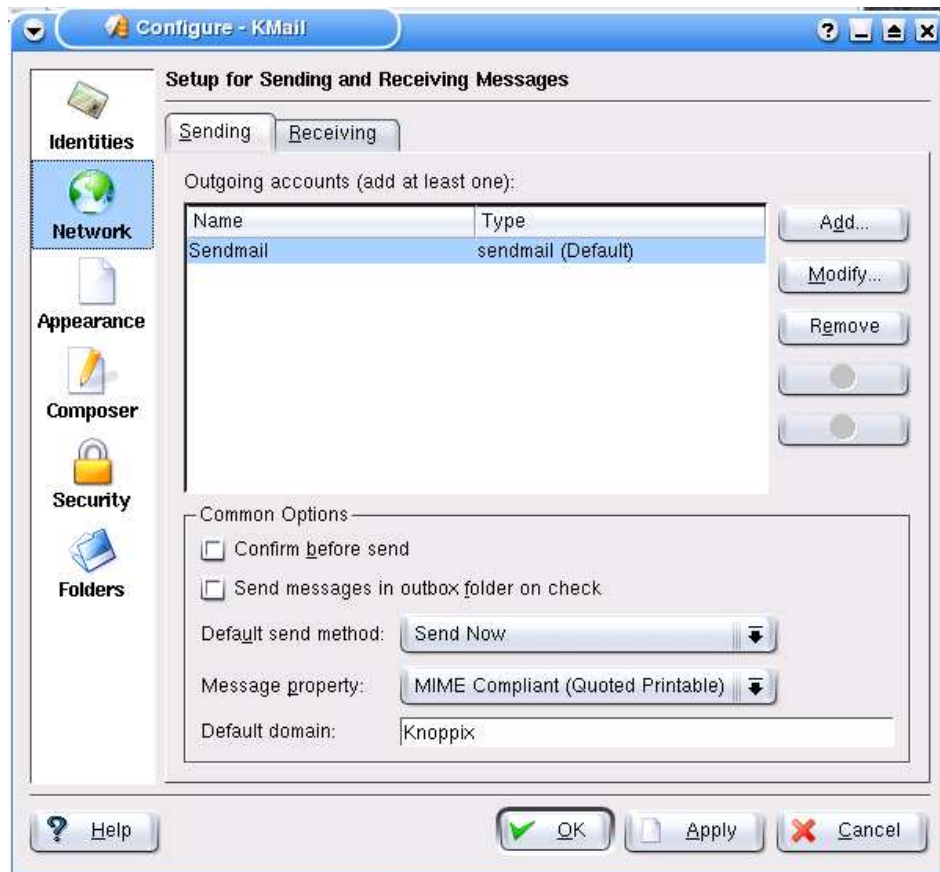 Configure - KMail
Setup for Sending and Receiving Messages
Identities
Network
Appearance
Composer
Security
Folders
Sending Receiving
Outgoing accounts (add at least one):
Name Type
Sendmail sendmail (Default)
Add...
Modify...
Remove
Common Options
Confirm before send
Send messages in outbox folder on check
Default send method: Send Now
Message property: MIME Compliant (Quoted Printable)
Default domain: Knoppix
? Help OK Apply Cancel